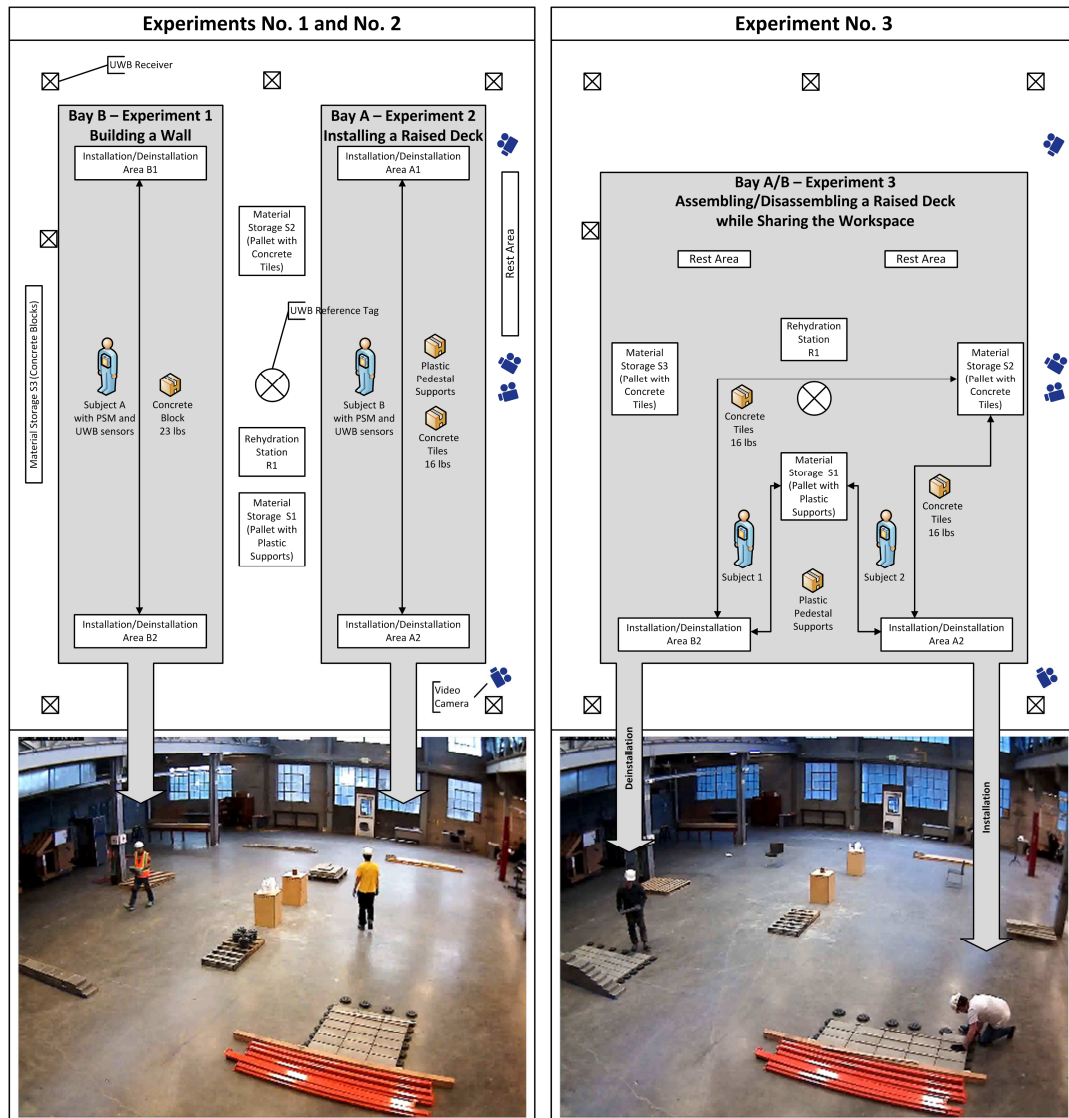 Experiments No. 1 and No. 2
UWB Receiver
Bay B – Experiment 1
Building a Wall
Installation/Deinstallation
Area B1
Bay A – Experiment 2
Installing a Raised Deck
Installation/Deinstallation
Area A1
Material
Storage S2
(Pallet with
Concrete
Tiles)
Rest Area
UWB Reference Tag
Material Storage S3 (Concrete Blocks)
Subject A
with PSM and
UWB sensors
Concrete
Block
23 lbs
Subject B
with PSM and
UWB sensors
Plastic
Pedestal
Supports
Concrete
Tiles
16 lbs
Rehydration
Station
R1
Material
Storage S1
(Pallet with
Plastic
Supports)
Installation/Deinstallation
Area B2
Installation/Deinstallation
Area A2
Video
Camera
Experiment No. 3
Bay A/B – Experiment 3
Assembling/Disassembling a Raised Deck
while Sharing the Workspace
Rest Area
Rest Area
Rehydration
Station
R1
Material
Storage S3
(Pallet with
Concrete
Tiles)
Material
Storage S2
(Pallet with
Concrete
Tiles)
Concrete
Tiles
16 lbs
Material
Storage S1
(Pallet with
Plastic
Supports)
Concrete
Tiles
16 lbs
Subject 1
Subject 2
Plastic
Pedestal
Supports
Installation/Deinstallation
Area B2
Installation/Deinstallation
Area A2
Deinstallation
Installation